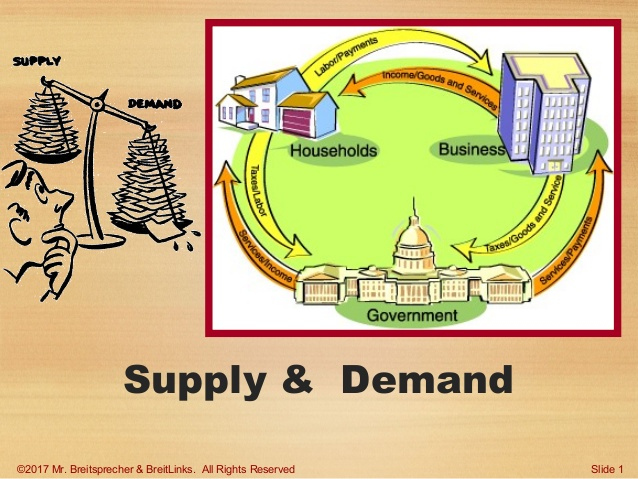 SUPPLY
DEMAND
Labor/Payments
Income/Goods and Services
Households
Business
Taxes/Labor
Services/Income
Taxes/Goods and Service
Services/Payments
Government
Supply & Demand
©2017 Mr. Breitsprecher & BreitLinks. All Rights Reserved
Slide 1